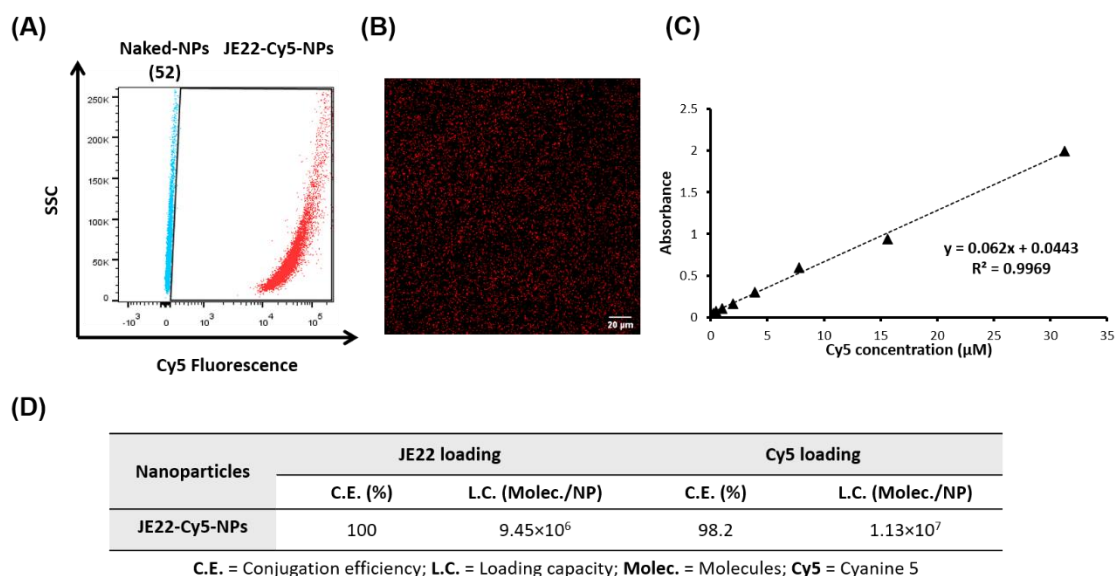 (A)
Naked-NPs JE22-Cy5-NPs
(52)
250K
200K
150K
100K
50K
0
-10³ 0 10³ 10⁴ 10⁵
SSC
Cy5 Fluorescence
(B)
20 µm
(C)
2.5
2
1.5
1
0.5
0
0 5 10 15 20 25 30 35
Absorbance
Cy5 concentration (µM)
y = 0.062x + 0.0443
R² = 0.9969
(D)
Nanoparticles JE22 loading Cy5 loading
C.E. (%) L.C. (Molec./NP) C.E. (%) L.C. (Molec./NP)
JE22-Cy5-NPs 100 9.45×10⁶ 98.2 1.13×10⁷
C.E. = Conjugation efficiency; L.C. = Loading capacity; Molec. = Molecules; Cy5 = Cyanine 5